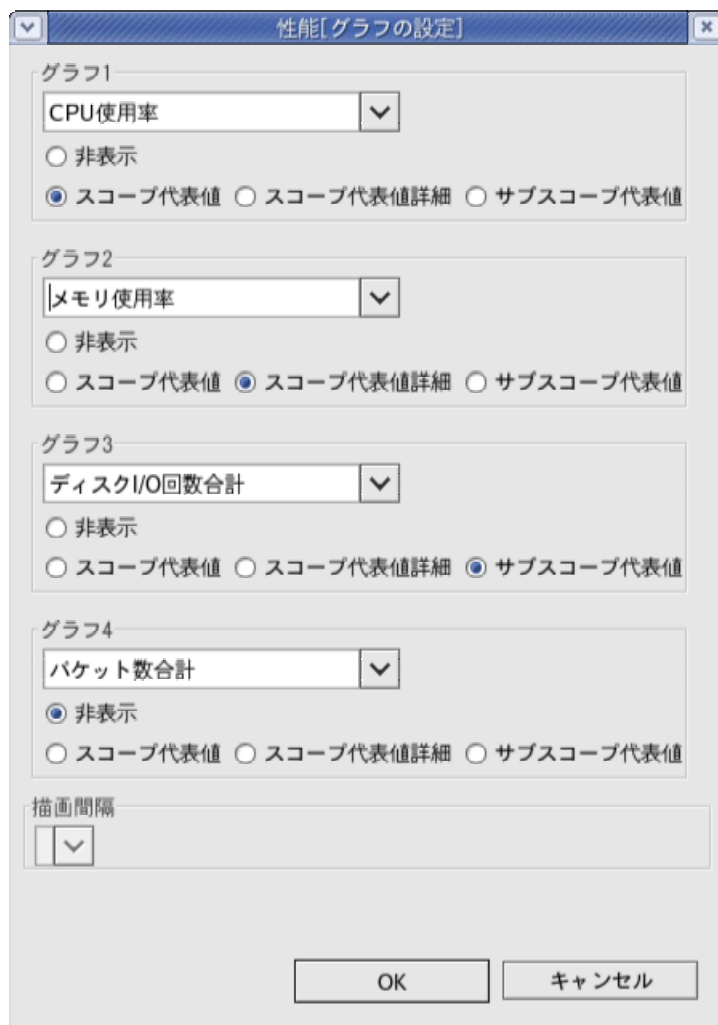 性能[グラフの設定]
グラフ1
CPU使用率
非表示
スコープ代表値 スコープ代表値詳細 サブスコープ代表値
グラフ2
メモリ使用率
非表示
スコープ代表値 スコープ代表値詳細 サブスコープ代表値
グラフ3
ディスクI/O回数合計
非表示
スコープ代表値 スコープ代表値詳細 サブスコープ代表値
グラフ4
パケット数合計
非表示
スコープ代表値 スコープ代表値詳細 サブスコープ代表値
描画間隔
OK キャンセル